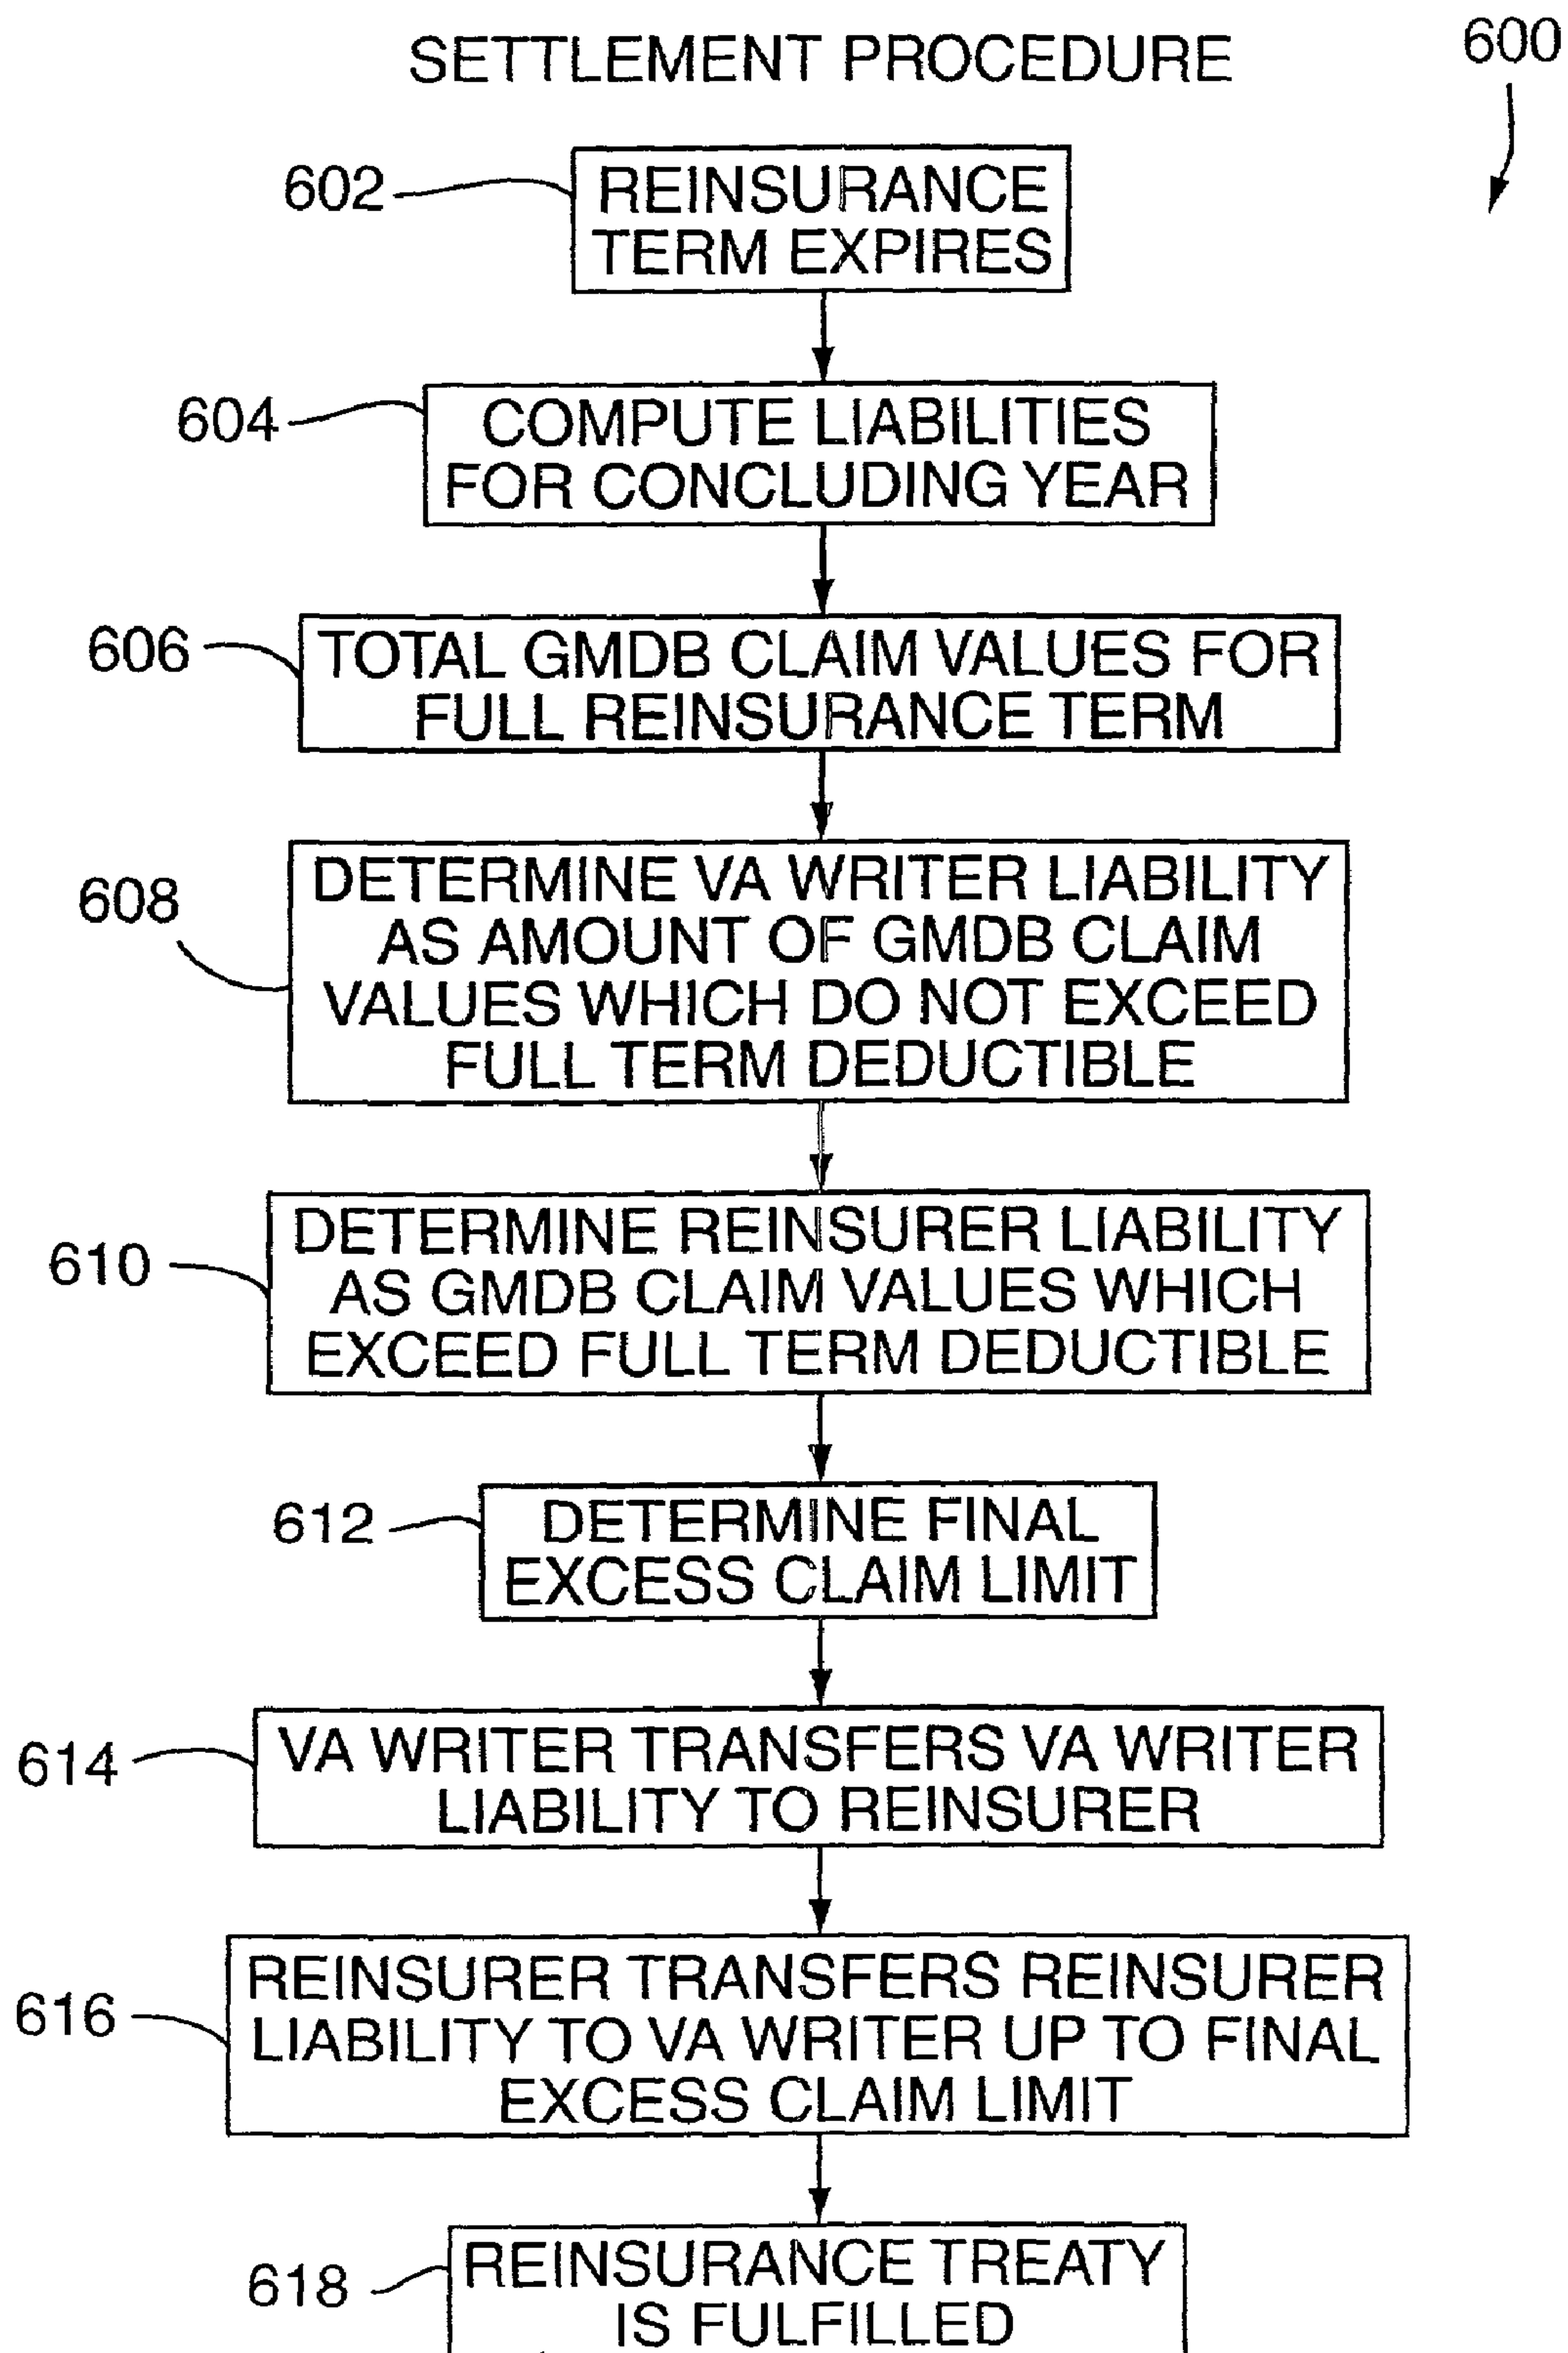 SETTLEMENT PROCEDURE
600
602
REINSURANCE
TERM EXPIRES
604
COMPUTE LIABILITIES
FOR CONCLUDING YEAR
606
TOTAL GMDB CLAIM VALUES FOR
FULL REINSURANCE TERM
608
DETERMINE VA WRITER LIABILITY
AS AMOUNT OF GMDB CLAIM
VALUES WHICH DO NOT EXCEED
FULL TERM DEDUCTIBLE
610
DETERMINE REINSURER LIABILITY
AS GMDB CLAIM VALUES WHICH
EXCEED FULL TERM DEDUCTIBLE
612
DETERMINE FINAL
EXCESS CLAIM LIMIT
614
VA WRITER TRANSFERS VA WRITER
LIABILITY TO REINSURER
616
REINSURER TRANSFERS REINSURER
LIABILITY TO VA WRITER UP TO FINAL
EXCESS CLAIM LIMIT
618
REINSURANCE TREATY
IS FULFILLED